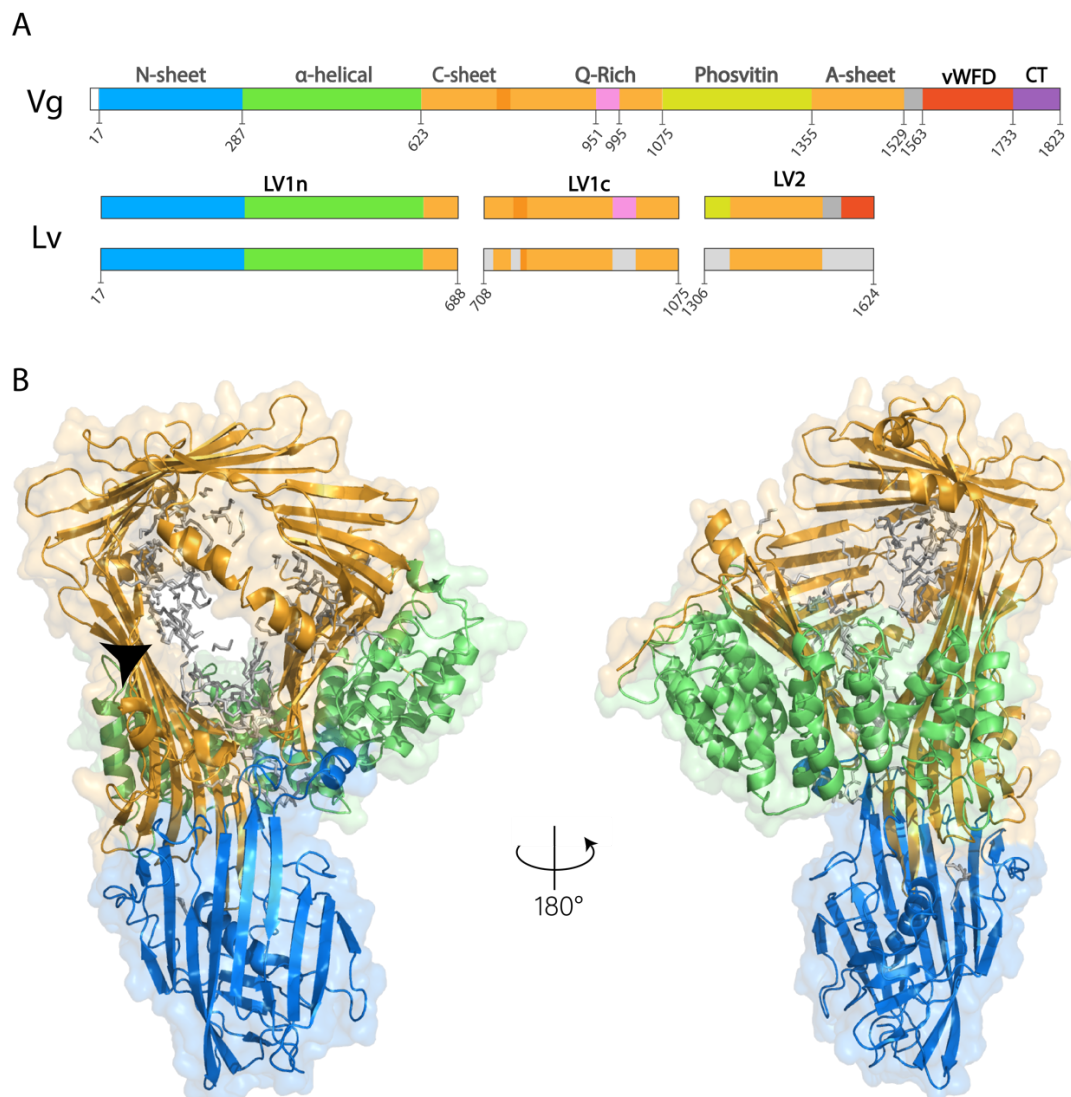 A
N-sheet α-helical C-sheet Q-Rich Phosvitin A-sheet vWFD CT
Vg
17 287 623 951 995 1075 1355 1529 1563 1733 1823
LV1n LV1c LV2
Lv
17 688 708 1075 1306 1624
B
180°